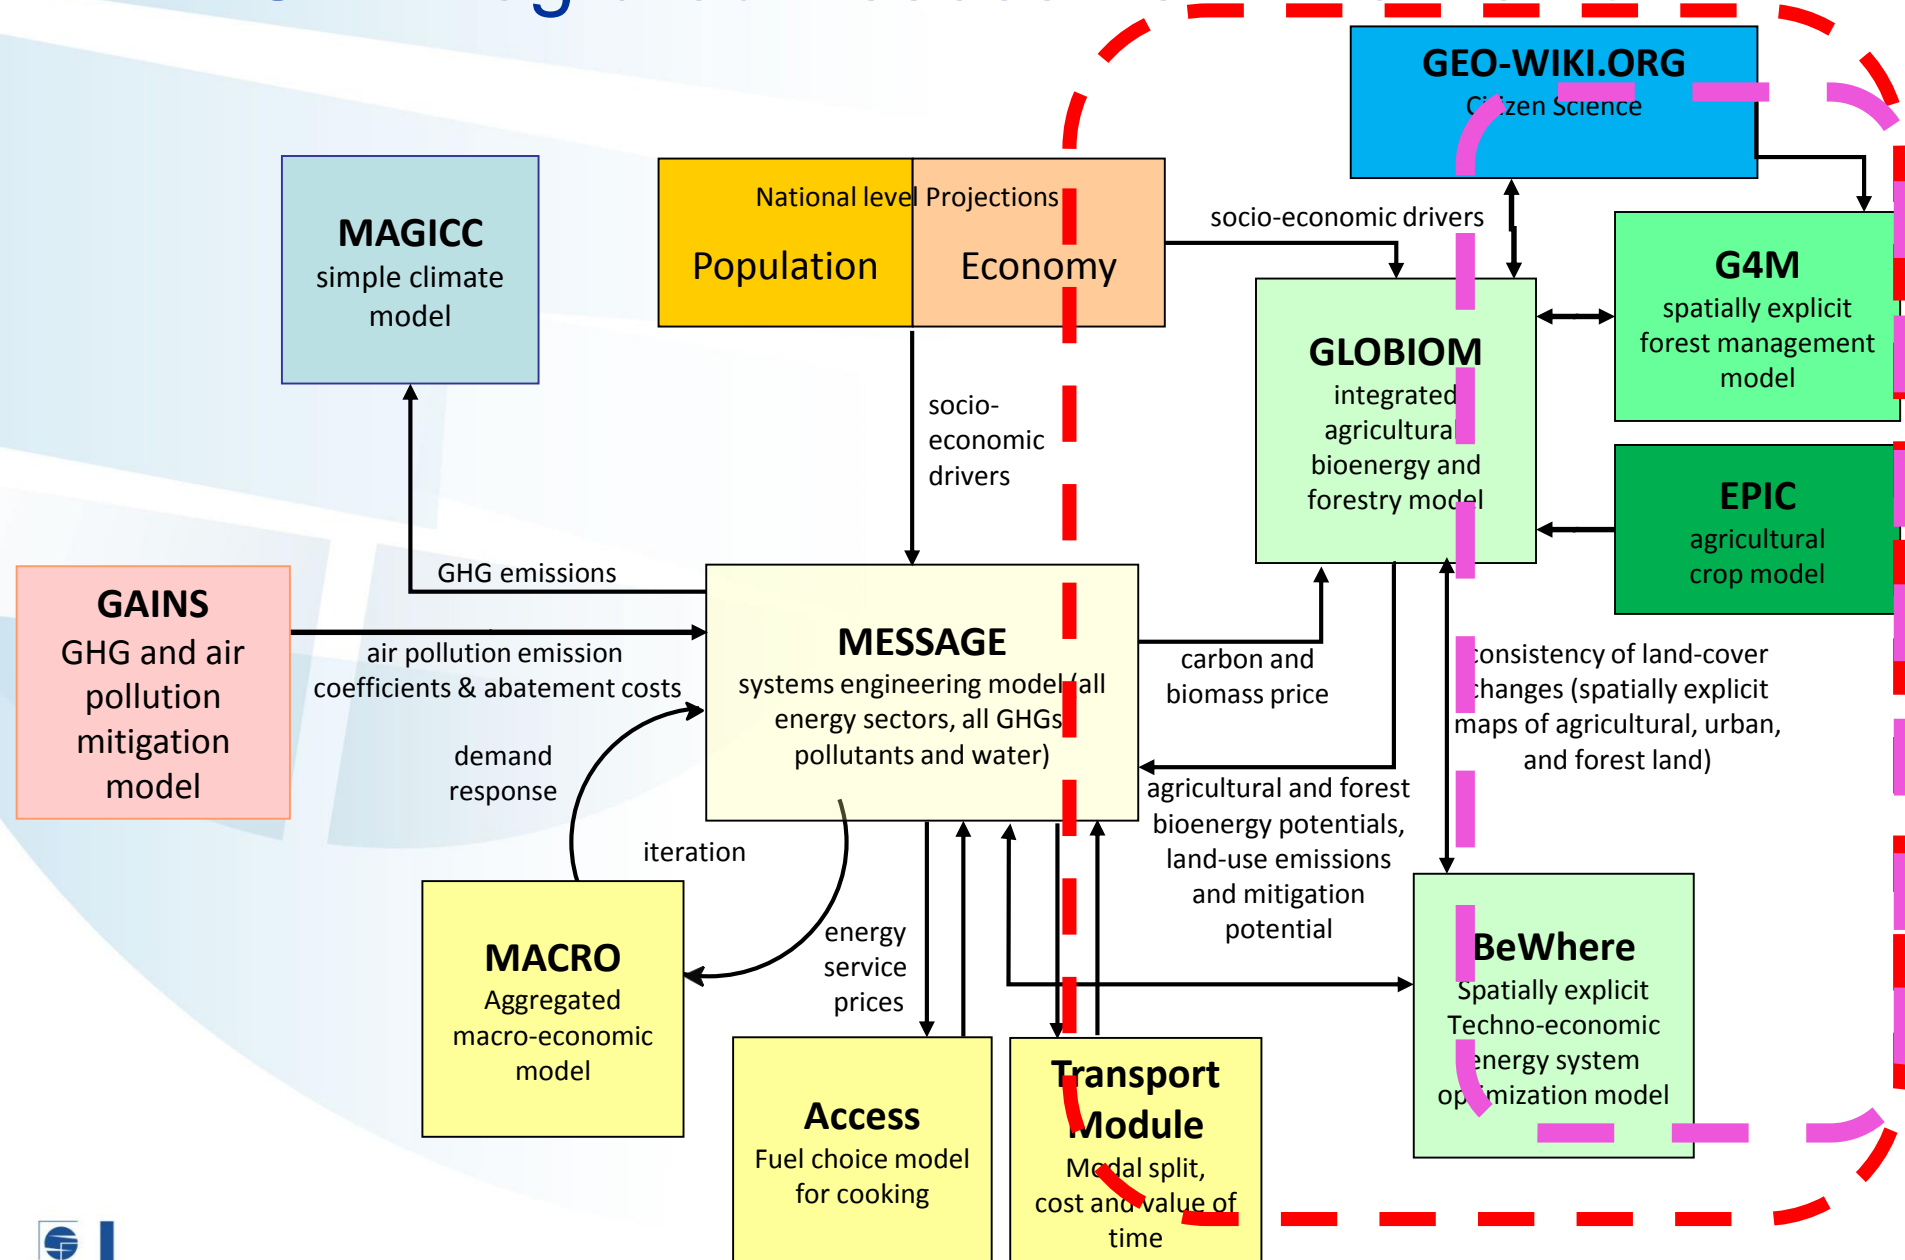 GEO-WIKI.ORG
Citizen Science
National level Projections
Population
Economy
MAGICC
simple climate
model
socio-economic drivers
G4M
spatially explicit
forest management
model
GLOBIOM
integrated
agricultural
bioenergy and
forestry model
socio-
economic
drivers
EPIC
agricultural
crop model
GHG emissions
GAINS
GHG and air
pollution
mitigation
model
air pollution emission
coefficients & abatement costs
MESSAGE
systems engineering model (all
energy sectors, all GHGs
pollutants and water)
carbon and
biomass price
consistency of land-cover
changes (spatially explicit
maps of agricultural, urban,
and forest land)
demand
response
iteration
agricultural and forest
bioenergy potentials,
land-use emissions
and mitigation
potential
MACRO
Aggregated
macro-economic
model
energy
service
prices
BeWhere
Spatially explicit
Techno-economic
energy system
optimization model
Access
Fuel choice model
for cooking
Transport
Module
Modal split,
cost and value of
time